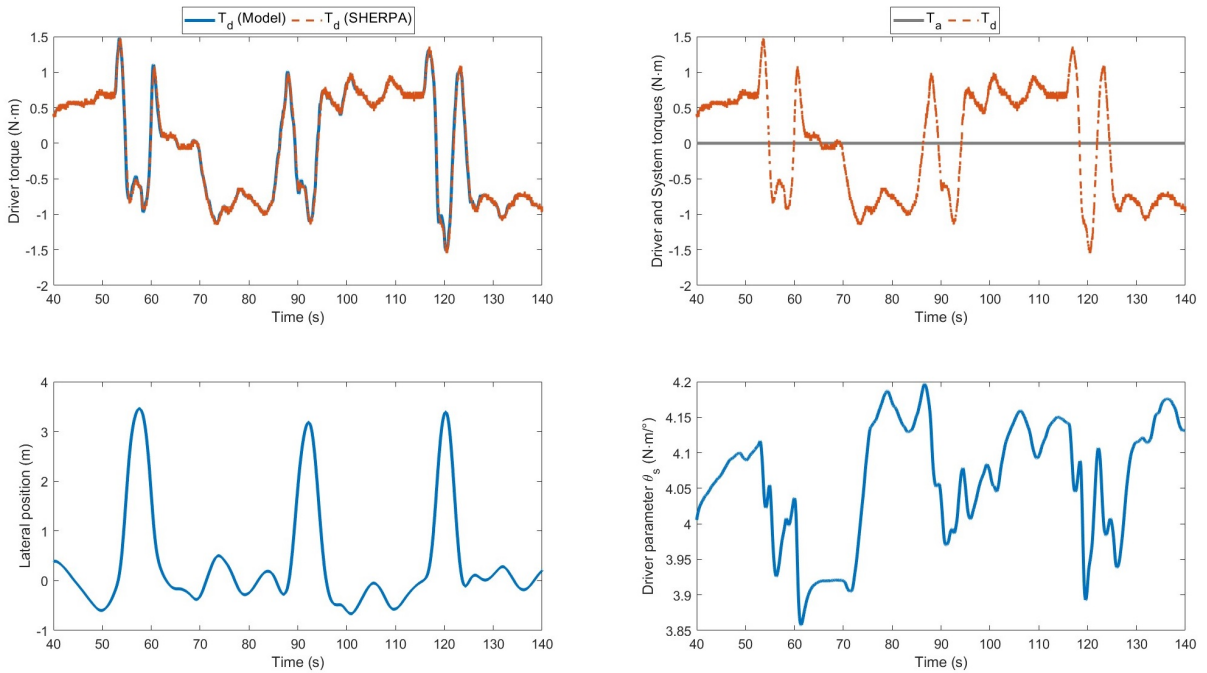 T_d (Model) T_d (SHERPA)
Driver torque (N·m)
1.5
1
0.5
0
-0.5
-1
-1.5
-2
40 50 60 70 80 90 100 110 120 130 140
Time (s)
T_a T_d
Driver and System torques (N·m)
1.5
1
0.5
0
-0.5
-1
-1.5
-2
40 50 60 70 80 90 100 110 120 130 140
Time (s)
Lateral position (m)
4
3
2
1
0
-1
40 50 60 70 80 90 100 110 120 130 140
Time (s)
Driver parameter θ_s (N·m/°)
4.2
4.15
4.1
4.05
4
3.95
3.9
3.85
40 50 60 70 80 90 100 110 120 130 140
Time (s)